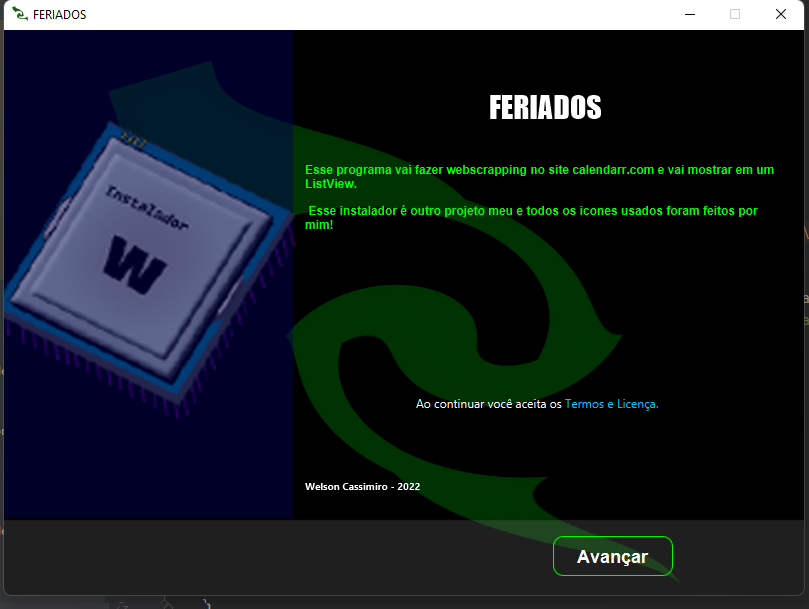 FERIADOS
FERIADOS
Instalador
W
Esse programa vai fazer webscrapping no site calendarr.com e vai mostrar em um
ListView.
Esse instalador é outro projeto meu e todos os icones usados foram feitos por
mim!
Ao continuar você aceita os Termos e Licença.
Welson Cassimiro - 2022
Avançar